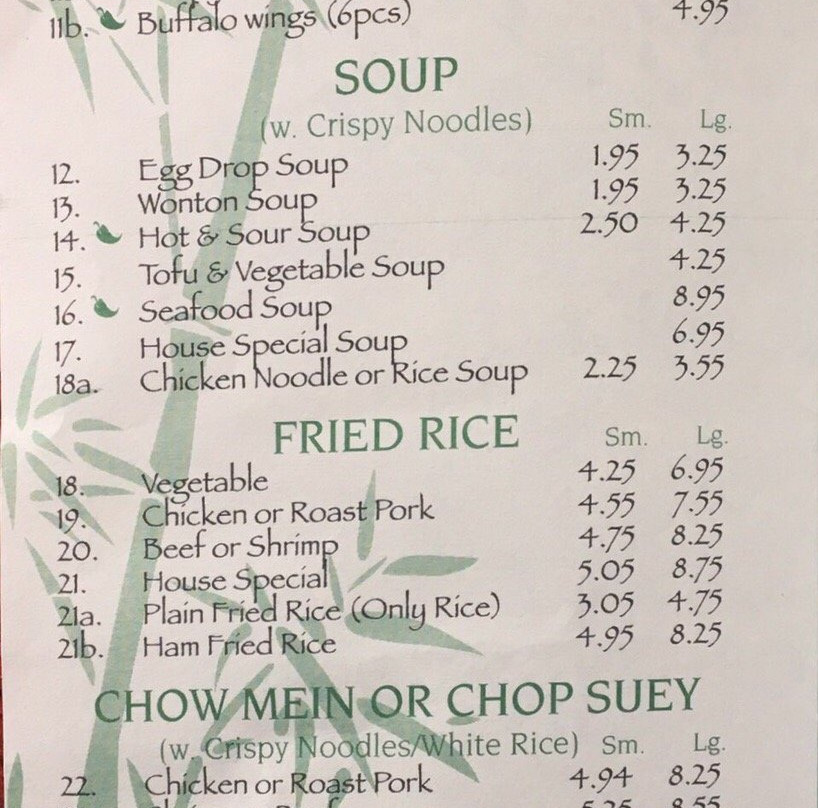 11b. Buffalo wings (6pcs) 4.95
SOUP
(w. Crispy Noodles) Sm. Lg.
12. Egg Drop Soup 1.95 3.25
13. Wonton Soup 1.95 3.25
14. Hot & Sour Soup 2.50 4.25
15. Tofu & Vegetable Soup 4.25
16. Seafood Soup 8.95
17. House Special Soup 6.95
18a. Chicken Noodle or Rice Soup 2.25 3.55
FRIED RICE Sm. Lg.
18. Vegetable 4.25 6.95
19. Chicken or Roast Pork 4.55 7.55
20. Beef or Shrimp 4.75 8.25
21. House Special 5.05 8.75
21a. Plain Fried Rice (Only Rice) 3.05 4.75
21b. Ham Fried Rice 4.95 8.25
CHOW MEIN OR CHOP SUEY
(w. Crispy Noodles/White Rice) Sm. Lg.
22. Chicken or Roast Pork 4.94 8.25